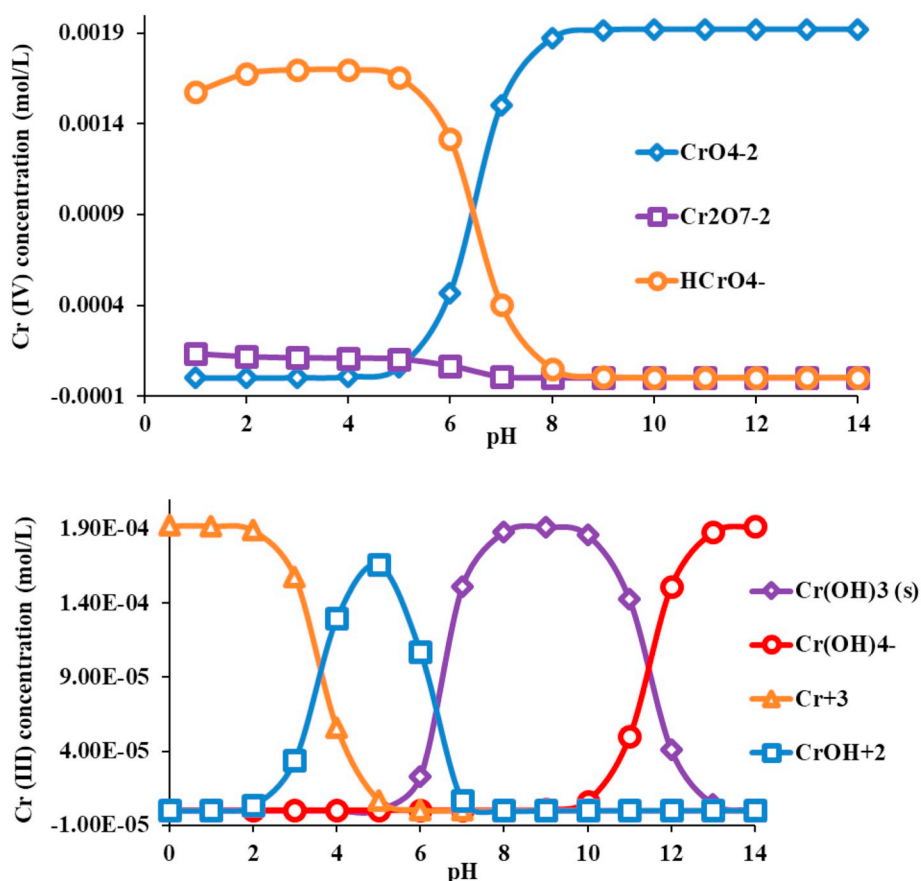 Cr (IV) concentration (mol/L)
0.0019
0.0014
0.0009
0.0004
-0.0001
0 2 4 6 8 10 12 14
pH
CrO4-2
Cr2O7-2
HCrO4-
Cr (III) concentration (mol/L)
1.90E-04
1.40E-04
9.00E-05
4.00E-05
-1.00E-05
0 2 4 6 8 10 12 14
pH
Cr(OH)3 (s)
Cr(OH)4-
Cr+3
CrOH+2